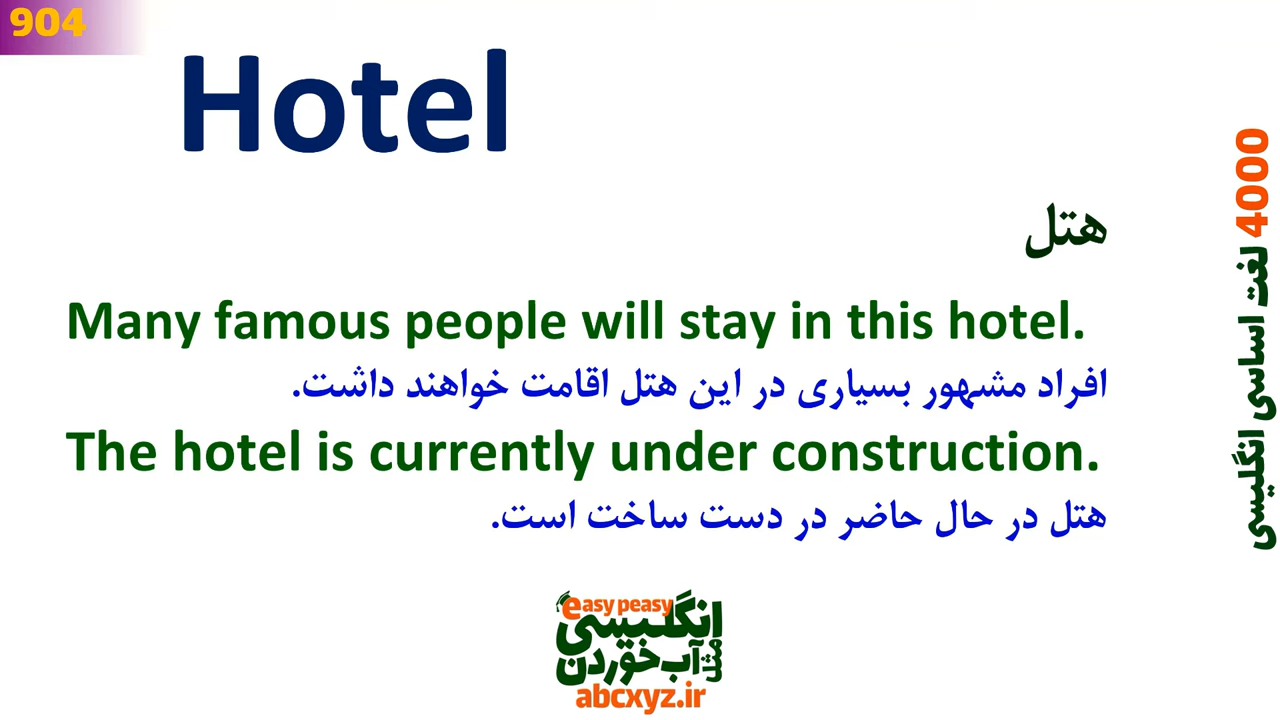 904
Hotel
هتل
Many famous people will stay in this hotel.
افراد مشهور بسیاری در این هتل اقامت خواهند داشت.
The hotel is currently under construction.
هتل در حال حاضر در دست ساخت است.
4000 لغت اساسی انگلیسی
easy peasy
انگلیسی
مثل آب خوردن
abcxyz.ir